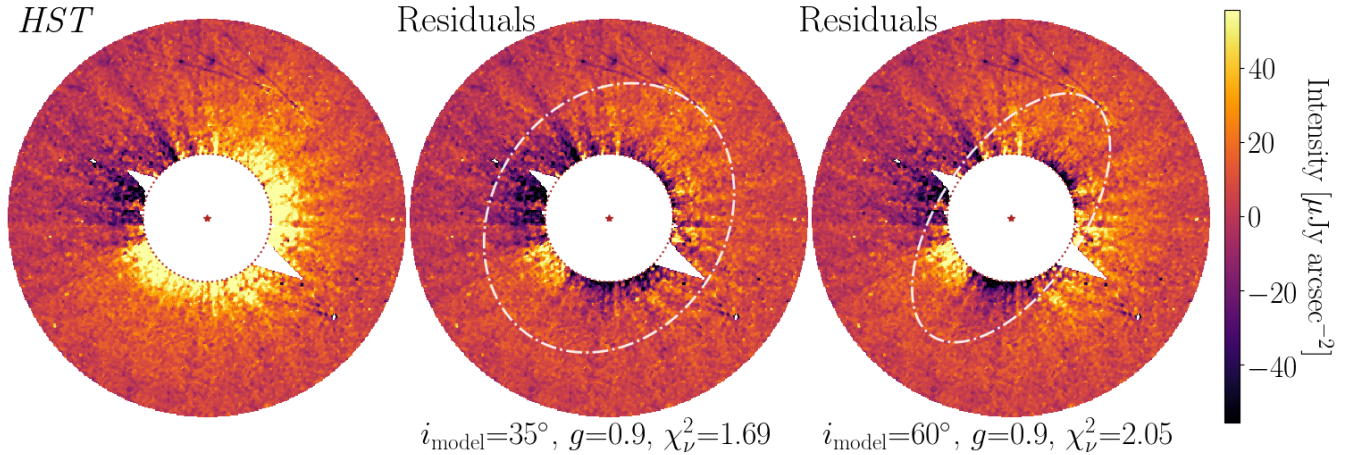 HST
Residuals
Residuals
40
20
0
−20
−40
Intensity [μJy arcsec⁻²]
i_model=35°, g=0.9, χ²_ν=1.69
i_model=60°, g=0.9, χ²_ν=2.05